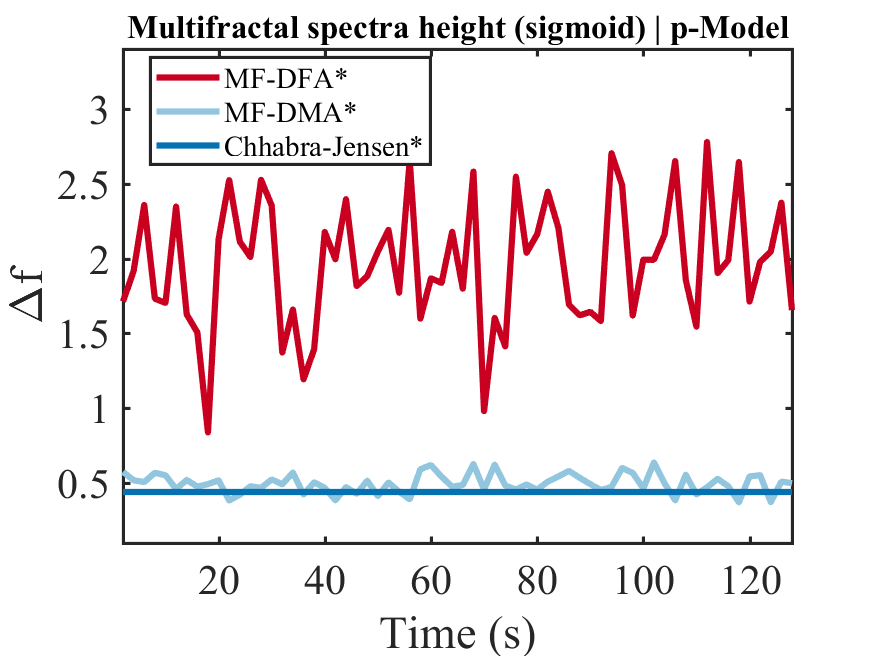 Multifractal spectra height (sigmoid) | p-Model
MF-DFA*
MF-DMA*
Chhabra-Jensen*
3
2.5
2
1.5
1
0.5
Δf
20 40 60 80 100 120
Time (s)